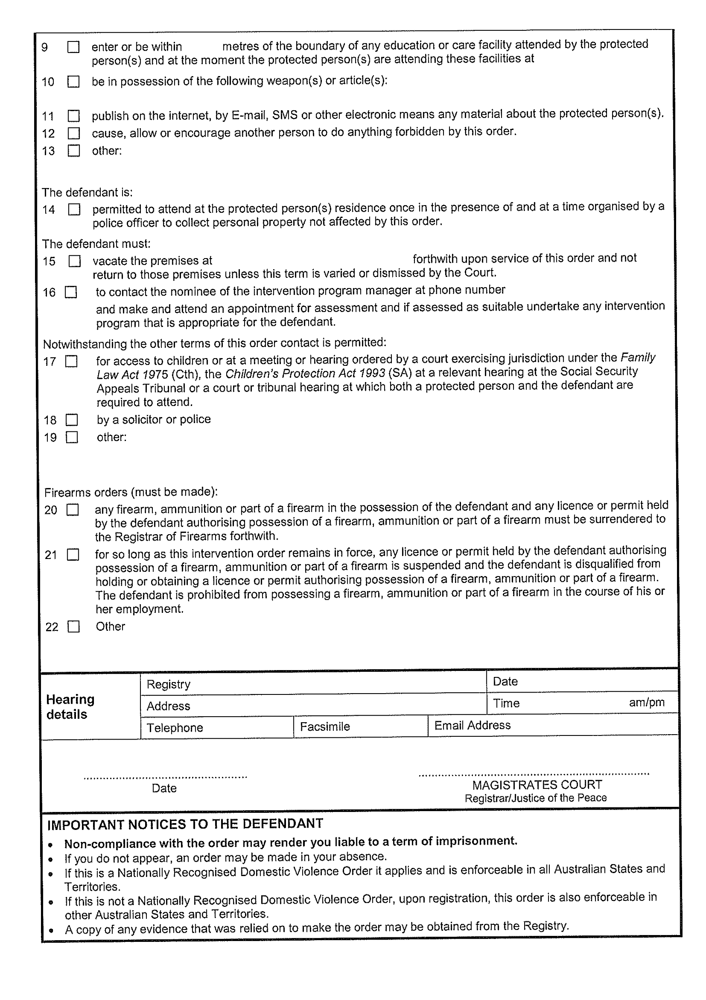 9 ☐ enter or be within metres of the boundary of any education or care facility attended by the protected
person(s) and at the moment the protected person(s) are attending these facilities at
10 ☐ be in possession of the following weapon(s) or article(s):
11 ☐ publish on the internet, by E-mail, SMS or other electronic means any material about the protected person(s).
12 ☐ cause, allow or encourage another person to do anything forbidden by this order.
13 ☐ other:
The defendant is:
14 ☐ permitted to attend at the protected person(s) residence once in the presence of and at a time organised by a
police officer to collect personal property not affected by this order.
The defendant must:
15 ☐ vacate the premises at forthwith upon service of this order and not
return to those premises unless this term is varied or dismissed by the Court.
16 ☐ to contact the nominee of the intervention program manager at phone number
and make and attend an appointment for assessment and if assessed as suitable undertake any intervention
program that is appropriate for the defendant.
Notwithstanding the other terms of this order contact is permitted:
17 ☐ for access to children or at a meeting or hearing ordered by a court exercising jurisdiction under the Family
Law Act 1975 (Cth), the Children's Protection Act 1993 (SA) at a relevant hearing at the Social Security
Appeals Tribunal or a court or tribunal hearing at which both a protected person and the defendant are
required to attend.
18 ☐ by a solicitor or police
19 ☐ other:
Firearms orders (must be made):
20 ☐ any firearm, ammunition or part of a firearm in the possession of the defendant and any licence or permit held
by the defendant authorising possession of a firearm, ammunition or part of a firearm must be surrendered to
the Registrar of Firearms forthwith.
21 ☐ for so long as this intervention order remains in force, any licence or permit held by the defendant authorising
possession of a firearm, ammunition or part of a firearm is suspended and the defendant is disqualified from
holding or obtaining a licence or permit authorising possession of a firearm, ammunition or part of a firearm.
The defendant is prohibited from possessing a firearm, ammunition or part of a firearm in the course of his or
her employment.
22 ☐ Other
Hearing
details
Registry
Date
Address
Time am/pm
Telephone
Facsimile
Email Address
Date
MAGISTRATES COURT
Registrar/Justice of the Peace
IMPORTANT NOTICES TO THE DEFENDANT
• Non-compliance with the order may render you liable to a term of imprisonment.
• If you do not appear, an order may be made in your absence.
• If this is a Nationally Recognised Domestic Violence Order it applies and is enforceable in all Australian States and
Territories.
• If this is not a Nationally Recognised Domestic Violence Order, upon registration, this order is also enforceable in
other Australian States and Territories.
• A copy of any evidence that was relied on to make the order may be obtained from the Registry.